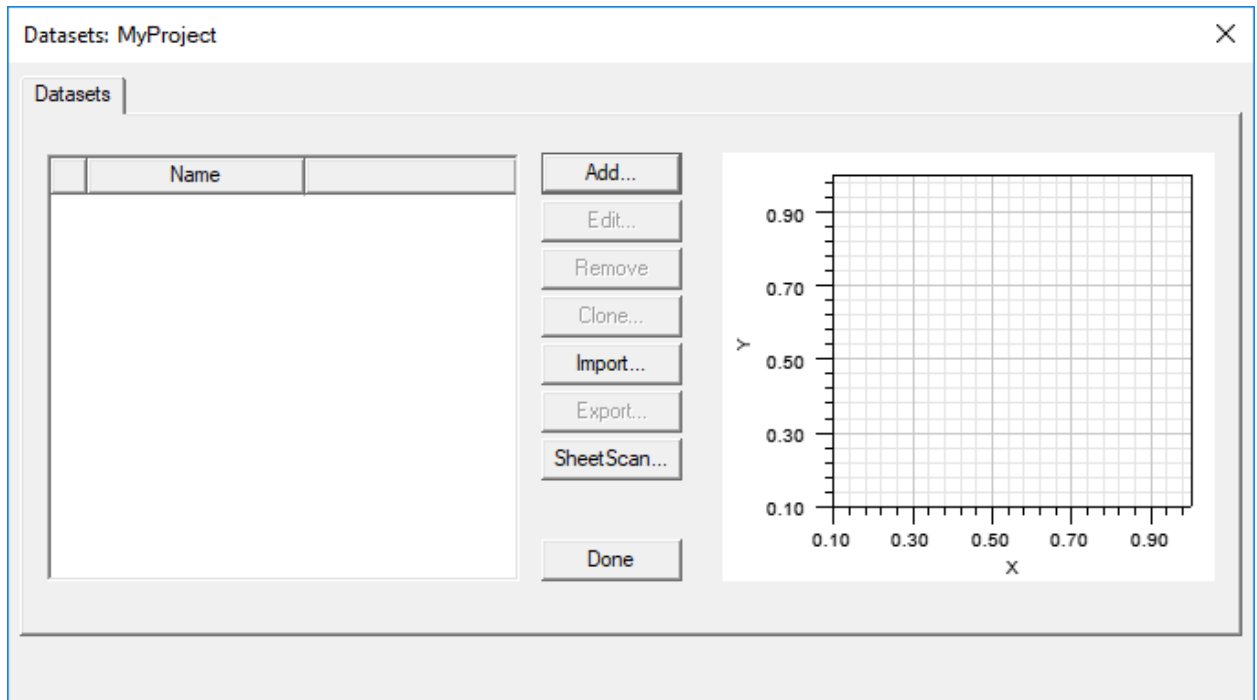 Datasets: MyProject
Datasets
Name
Add...
Edit...
Remove
Clone...
Import...
Export...
SheetScan...
Done
0.90
0.70
Y
0.50
0.30
0.10
0.10 0.30 0.50 0.70 0.90
X